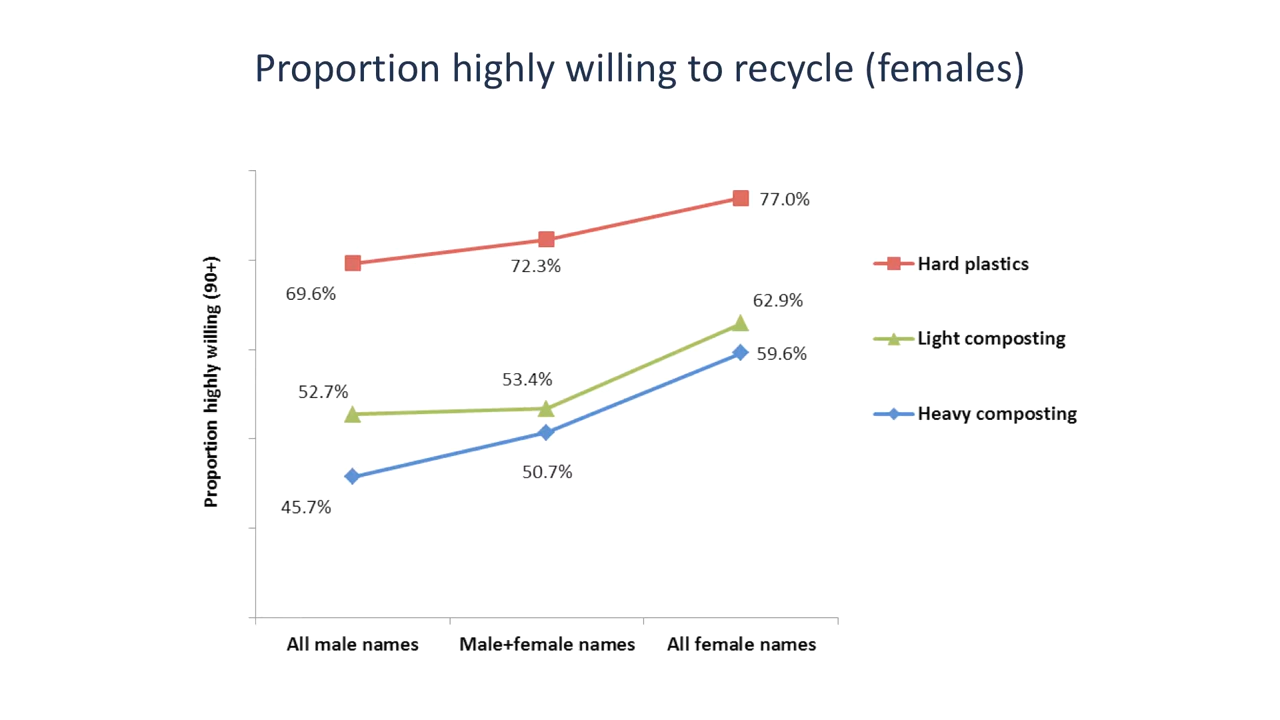 Proportion highly willing to recycle (females)
Proportion highly willing (90+)
77.0%
72.3%
69.6%
62.9%
59.6%
53.4%
52.7%
50.7%
45.7%
Hard plastics
Light composting
Heavy composting
All male names
Male+female names
All female names